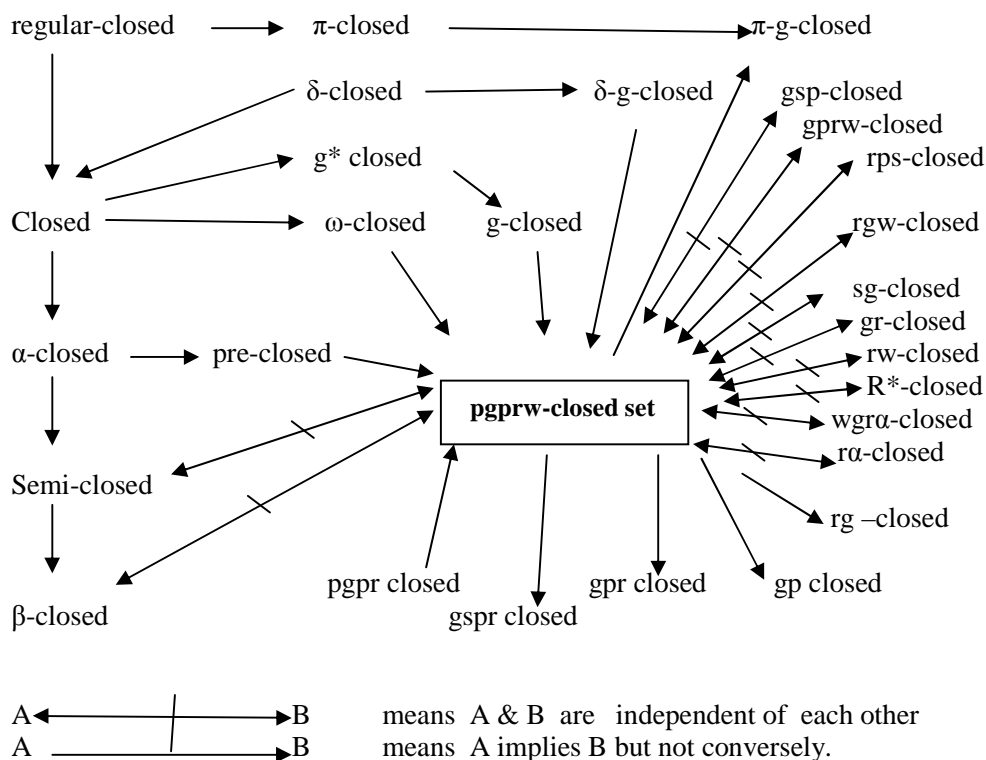 regular-closed π-closed π-g-closed
δ-closed δ-g-closed gsp-closed
gprw-closed
g* closed rps-closed
Closed ω-closed g-closed rgw-closed
sg-closed
gr-closed
α-closed pre-closed rw-closed
R*-closed
pgprw-closed set
wgrα-closed
rα-closed
Semi-closed
rg –closed
pgpr closed gpr closed gp closed
β-closed gspr closed
A B means A & B are independent of each other
A B means A implies B but not conversely.